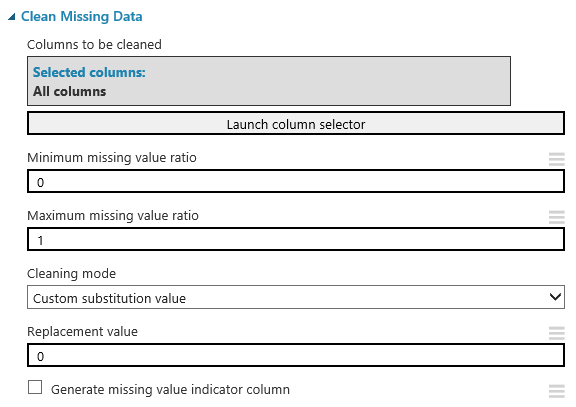 Clean Missing Data
Columns to be cleaned
Selected columns:
All columns
Launch column selector
Minimum missing value ratio
0
Maximum missing value ratio
1
Cleaning mode
Custom substitution value
Replacement value
0
Generate missing value indicator column